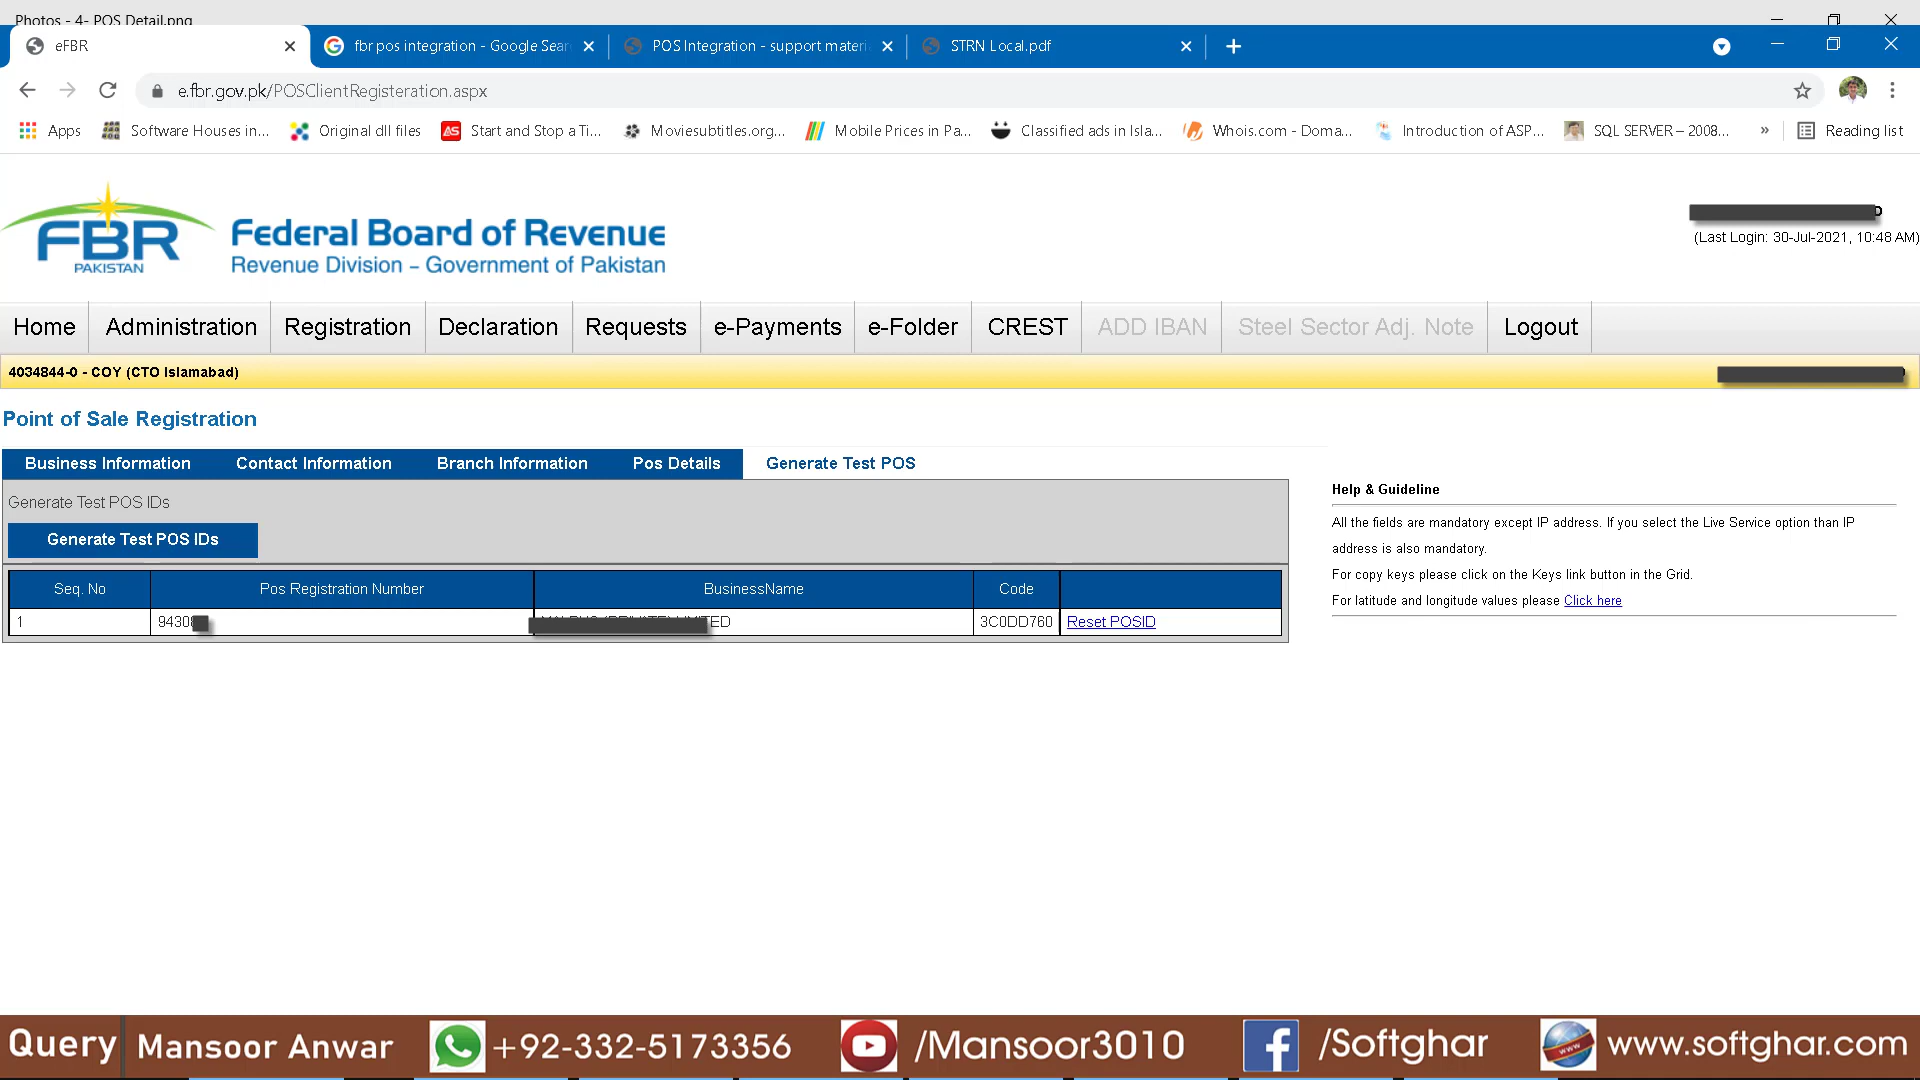 Photos - 4- POS Detail.png
eFBR
fbr pos integration - Google Sear
POS Integration - support materi
STRN Local.pdf
e.fbr.gov.pk/POSClientRegisteration.aspx
Apps
Software Houses in...
Original dll files
Start and Stop a Ti...
Moviesubtitles.org...
Mobile Prices in Pa...
Classified ads in Isla...
Whois.com - Doma...
Introduction of ASP...
SQL SERVER – 2008...
»
Reading list
FBR
PAKISTAN
Federal Board of Revenue
Revenue Division – Government of Pakistan
(Last Login: 30-Jul-2021, 10:48 AM)
Home
Administration
Registration
Declaration
Requests
e-Payments
e-Folder
CREST
ADD IBAN
Steel Sector Adj. Note
Logout
4034844-0 - COY (CTO Islamabad)
Point of Sale Registration
Business Information
Contact Information
Branch Information
Pos Details
Generate Test POS
Generate Test POS IDs
Generate Test POS IDs
Seq. No
Pos Registration Number
BusinessName
Code
1
9430
ED
3C0DD760
Reset POSID
Help & Guideline
All the fields are mandatory except IP address. If you select the Live Service option than IP
address is also mandatory.
For copy keys please click on the Keys link button in the Grid.
For latitude and longitude values please Click here
Query
Mansoor Anwar
+92-332-5173356
/Mansoor3010
/Softghar
www
www.softghar.com